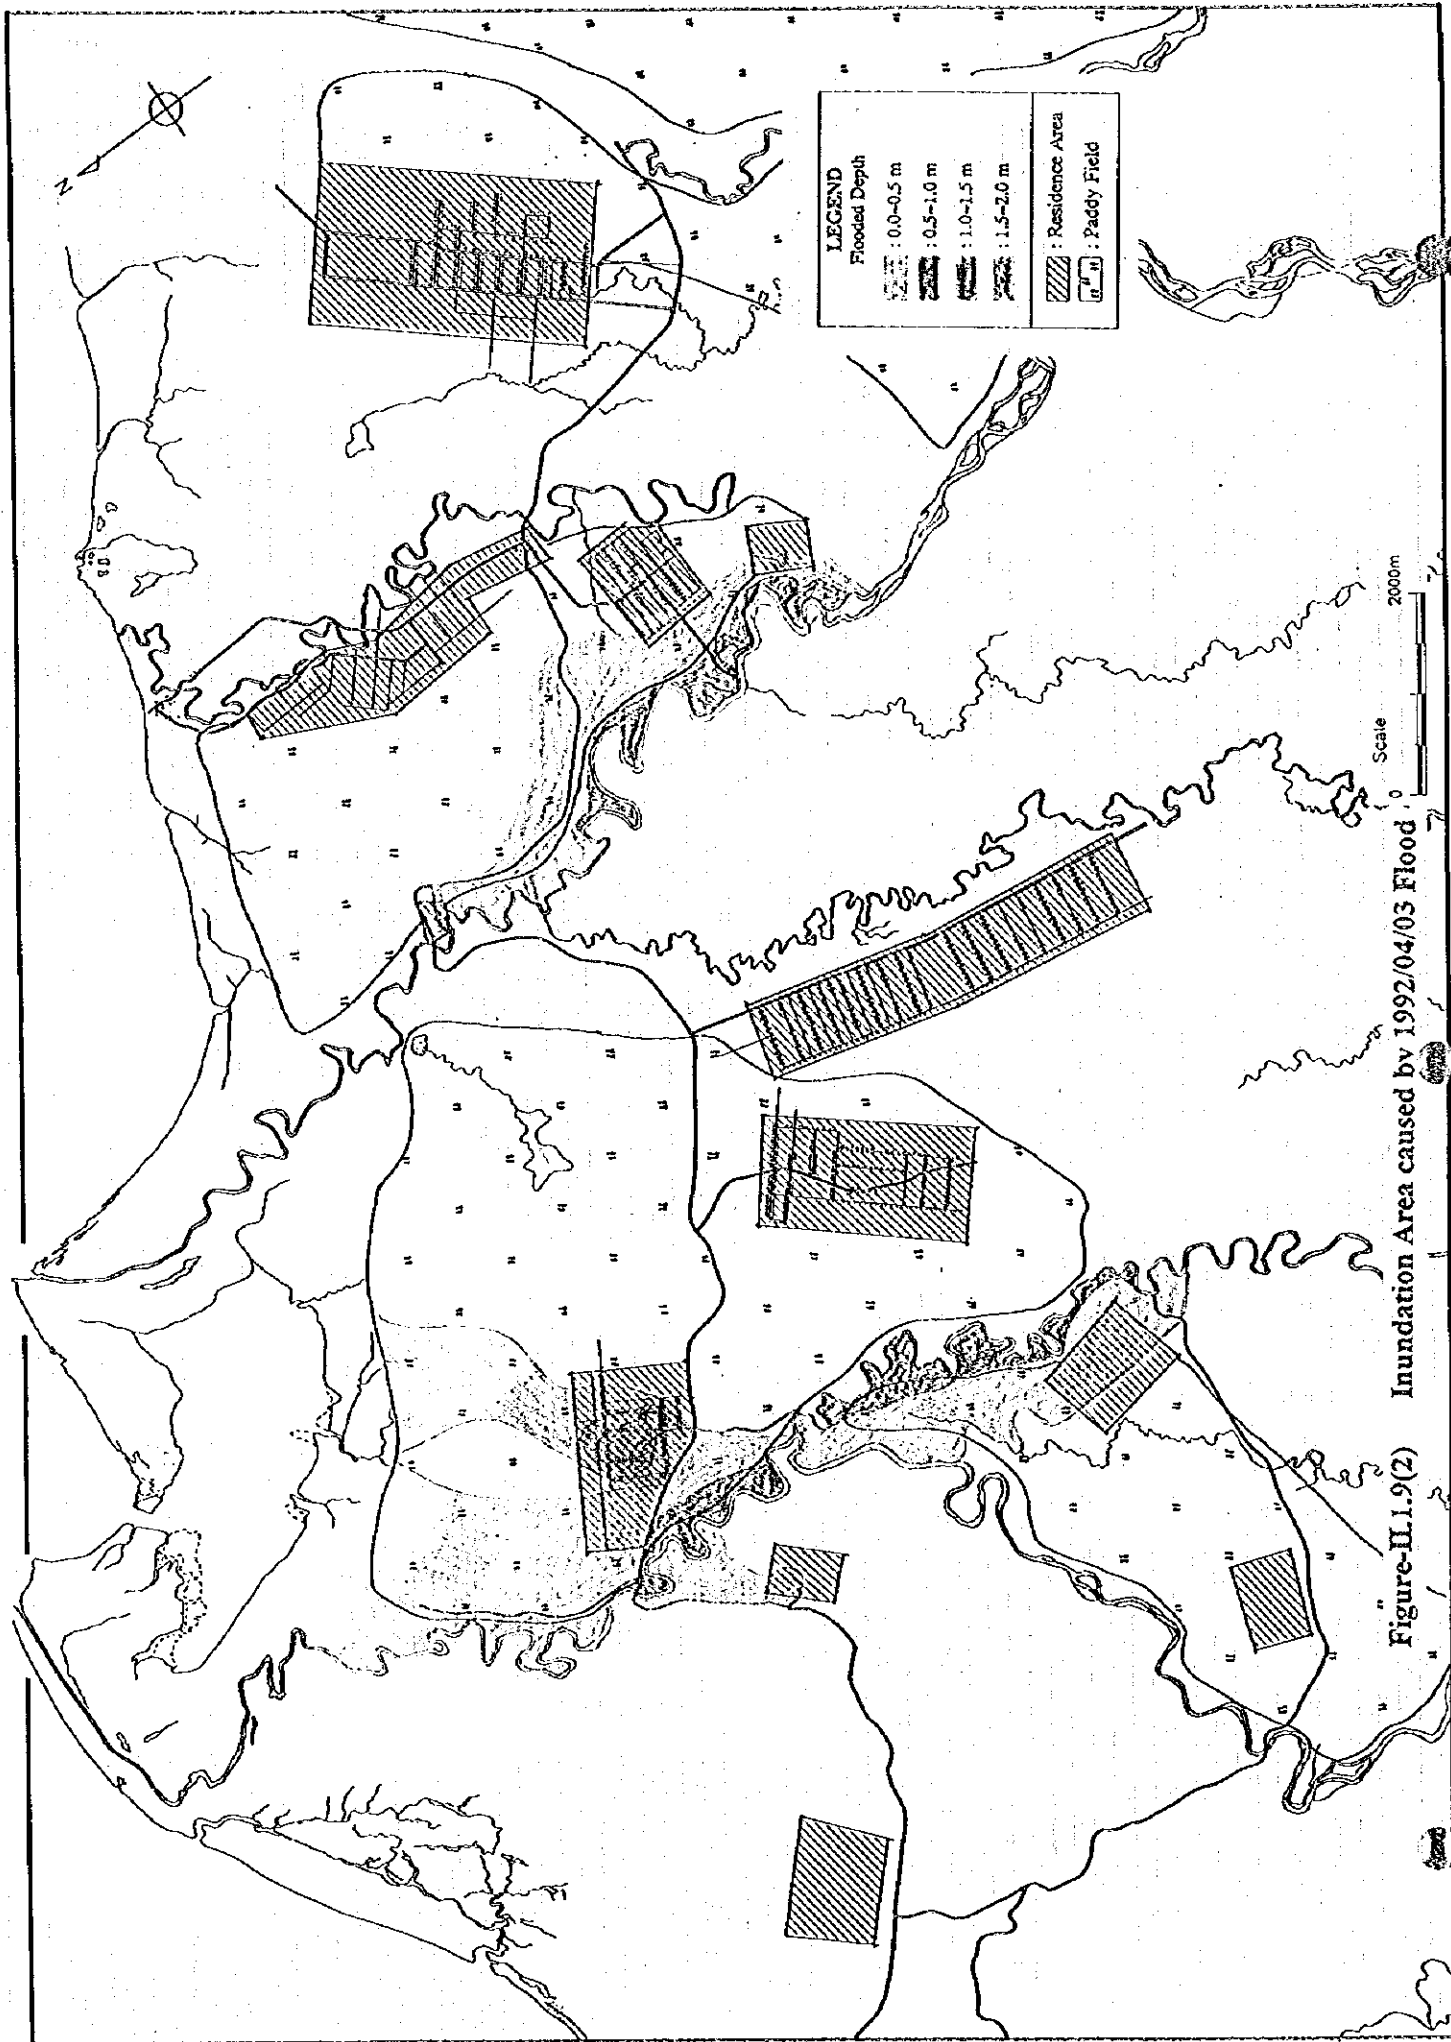 N
LEGEND
Flooded Depth
: 0.0-0.5 m
: 0.5-1.0 m
: 1.0-1.5 m
: 1.5-2.0 m
: Residence Area
: Paddy Field
Scale
0 2000m
Figure-II.1.9(2) Inundation Area caused by 1992/04/03 Flood